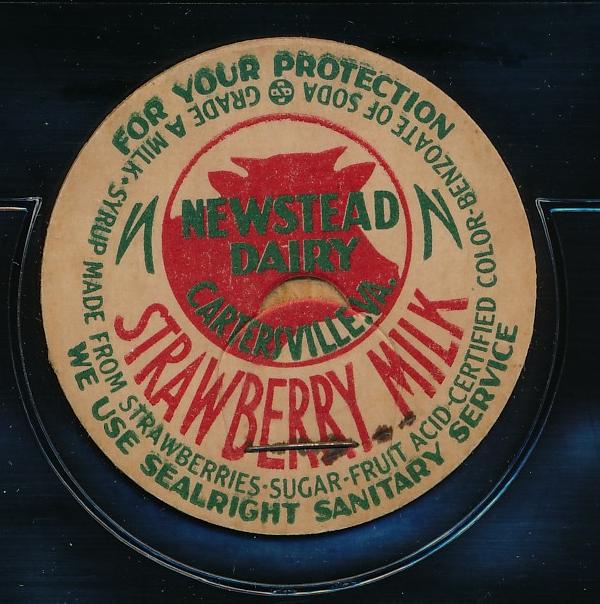 FOR YOUR PROTECTION
GRADE A MILK-SYRUP MADE FROM STRAWBERRIES-SUGAR-FRUIT ACID-CERTIFIED COLOR-BENZOATE OF SODA
NEWSTEAD
DAIRY
CARTERSVILLE, VA.
STRAWBERRY MILK
WE USE SEALRIGHT SANITARY SERVICE